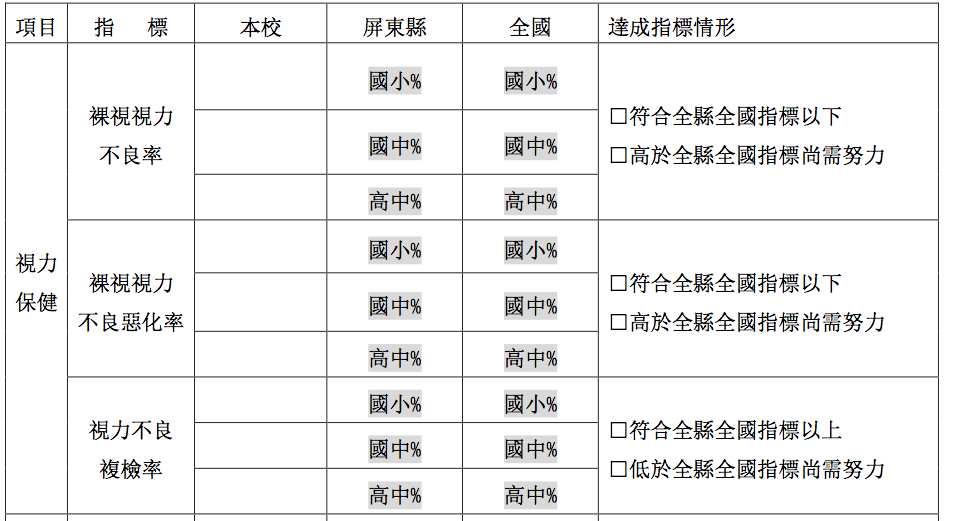 項目 指 標 本校 屏東縣 全國 達成指標情形
視力
保健
裸視視力
不良率
國小% 國小%
國中% 國中%
高中% 高中%
□符合全縣全國指標以下
□高於全縣全國指標尚需努力
裸視視力
不良惡化率
國小% 國小%
國中% 國中%
高中% 高中%
□符合全縣全國指標以下
□高於全縣全國指標尚需努力
視力不良
複檢率
國小% 國小%
國中% 國中%
高中% 高中%
□符合全縣全國指標以上
□低於全縣全國指標尚需努力